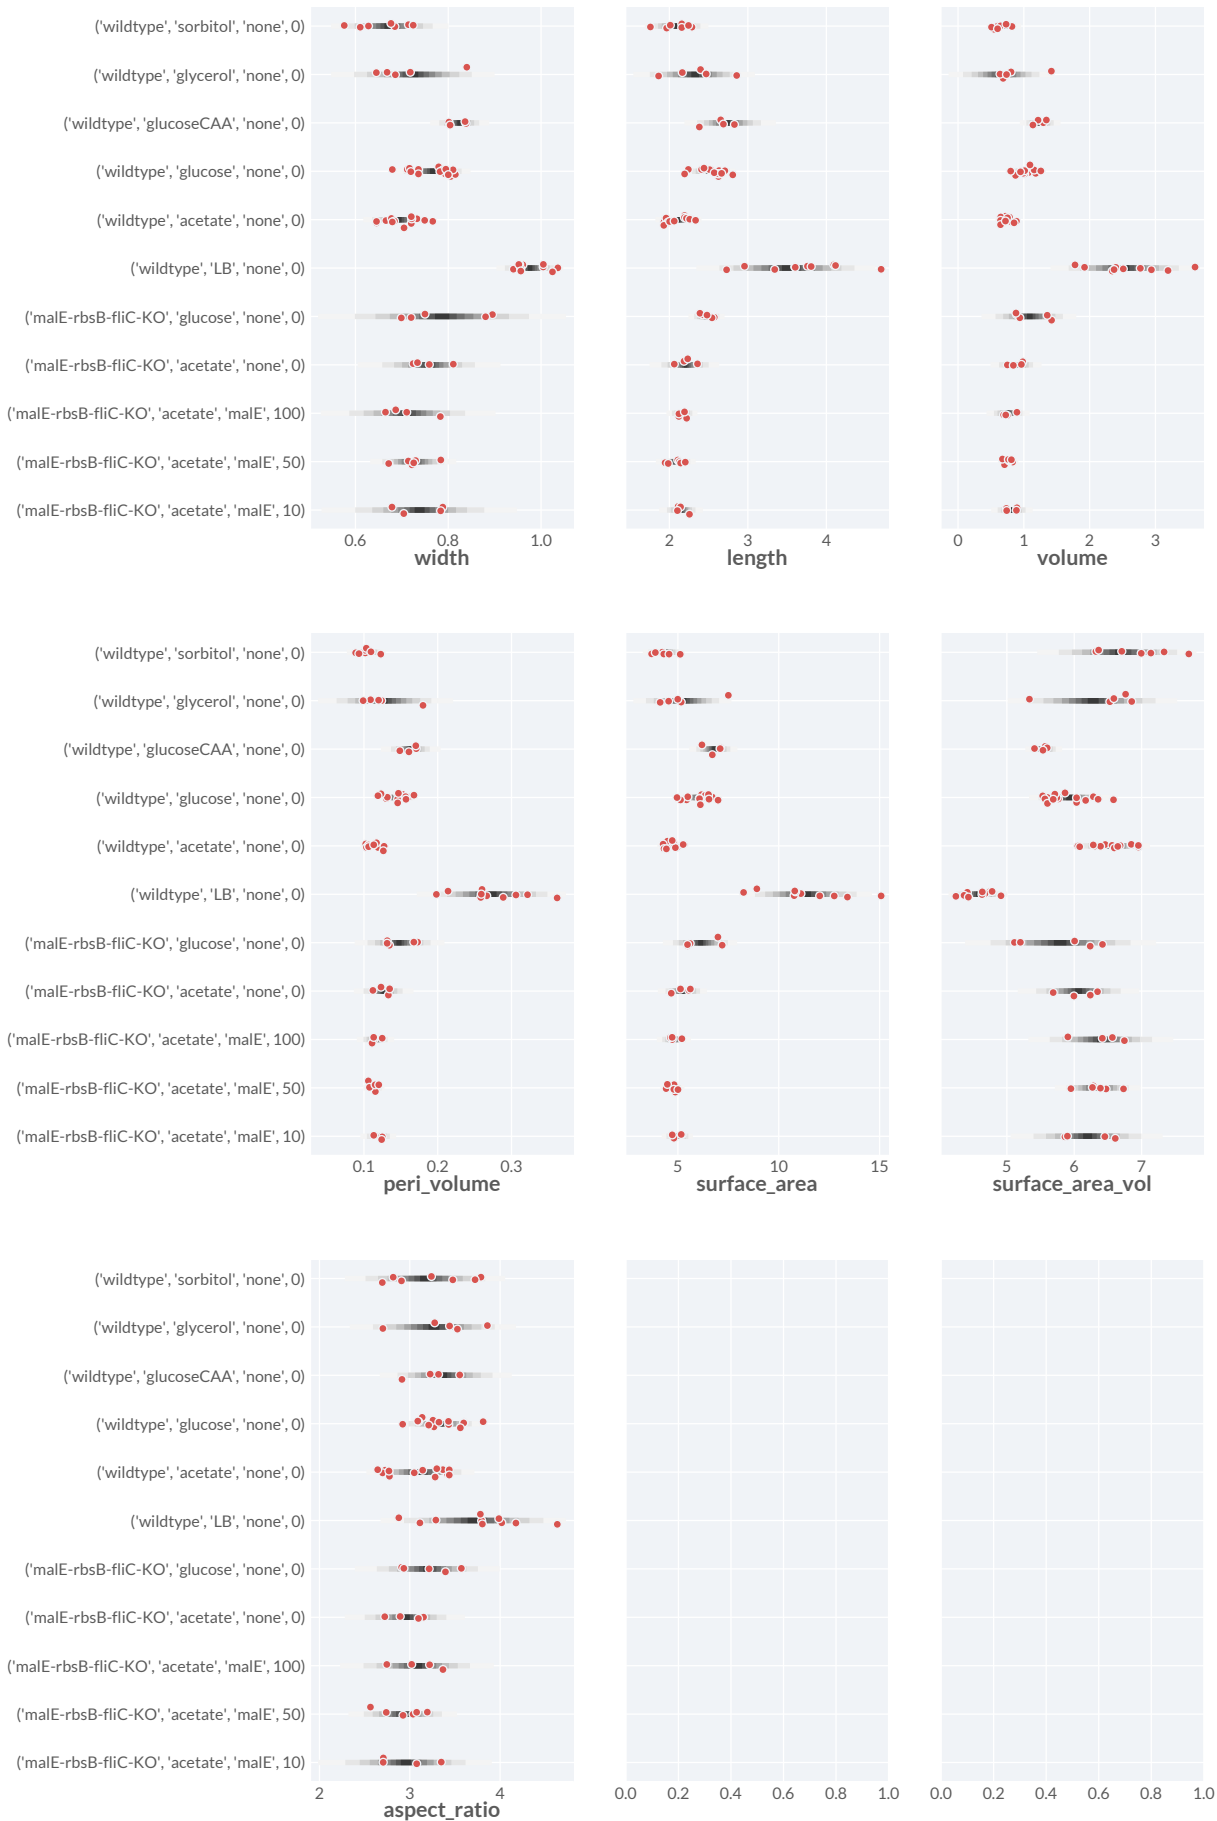 ('wildtype', 'sorbitol', 'none', 0)
('wildtype', 'glycerol', 'none', 0)
('wildtype', 'glucoseCAA', 'none', 0)
('wildtype', 'glucose', 'none', 0)
('wildtype', 'acetate', 'none', 0)
('wildtype', 'LB', 'none', 0)
('malE-rbsB-fliC-KO', 'glucose', 'none', 0)
('malE-rbsB-fliC-KO', 'acetate', 'none', 0)
('malE-rbsB-fliC-KO', 'acetate', 'malE', 100)
('malE-rbsB-fliC-KO', 'acetate', 'malE', 50)
('malE-rbsB-fliC-KO', 'acetate', 'malE', 10)
0.6 0.8 1.0 2 3 4 0 1 2 3
width length volume
('wildtype', 'sorbitol', 'none', 0)
('wildtype', 'glycerol', 'none', 0)
('wildtype', 'glucoseCAA', 'none', 0)
('wildtype', 'glucose', 'none', 0)
('wildtype', 'acetate', 'none', 0)
('wildtype', 'LB', 'none', 0)
('malE-rbsB-fliC-KO', 'glucose', 'none', 0)
('malE-rbsB-fliC-KO', 'acetate', 'none', 0)
('malE-rbsB-fliC-KO', 'acetate', 'malE', 100)
('malE-rbsB-fliC-KO', 'acetate', 'malE', 50)
('malE-rbsB-fliC-KO', 'acetate', 'malE', 10)
0.1 0.2 0.3 5 10 15 5 6 7
peri_volume surface_area surface_area_vol
('wildtype', 'sorbitol', 'none', 0)
('wildtype', 'glycerol', 'none', 0)
('wildtype', 'glucoseCAA', 'none', 0)
('wildtype', 'glucose', 'none', 0)
('wildtype', 'acetate', 'none', 0)
('wildtype', 'LB', 'none', 0)
('malE-rbsB-fliC-KO', 'glucose', 'none', 0)
('malE-rbsB-fliC-KO', 'acetate', 'none', 0)
('malE-rbsB-fliC-KO', 'acetate', 'malE', 100)
('malE-rbsB-fliC-KO', 'acetate', 'malE', 50)
('malE-rbsB-fliC-KO', 'acetate', 'malE', 10)
2 3 4 0.0 0.2 0.4 0.6 0.8 1.0 0.0 0.2 0.4 0.6 0.8 1.0
aspect_ratio